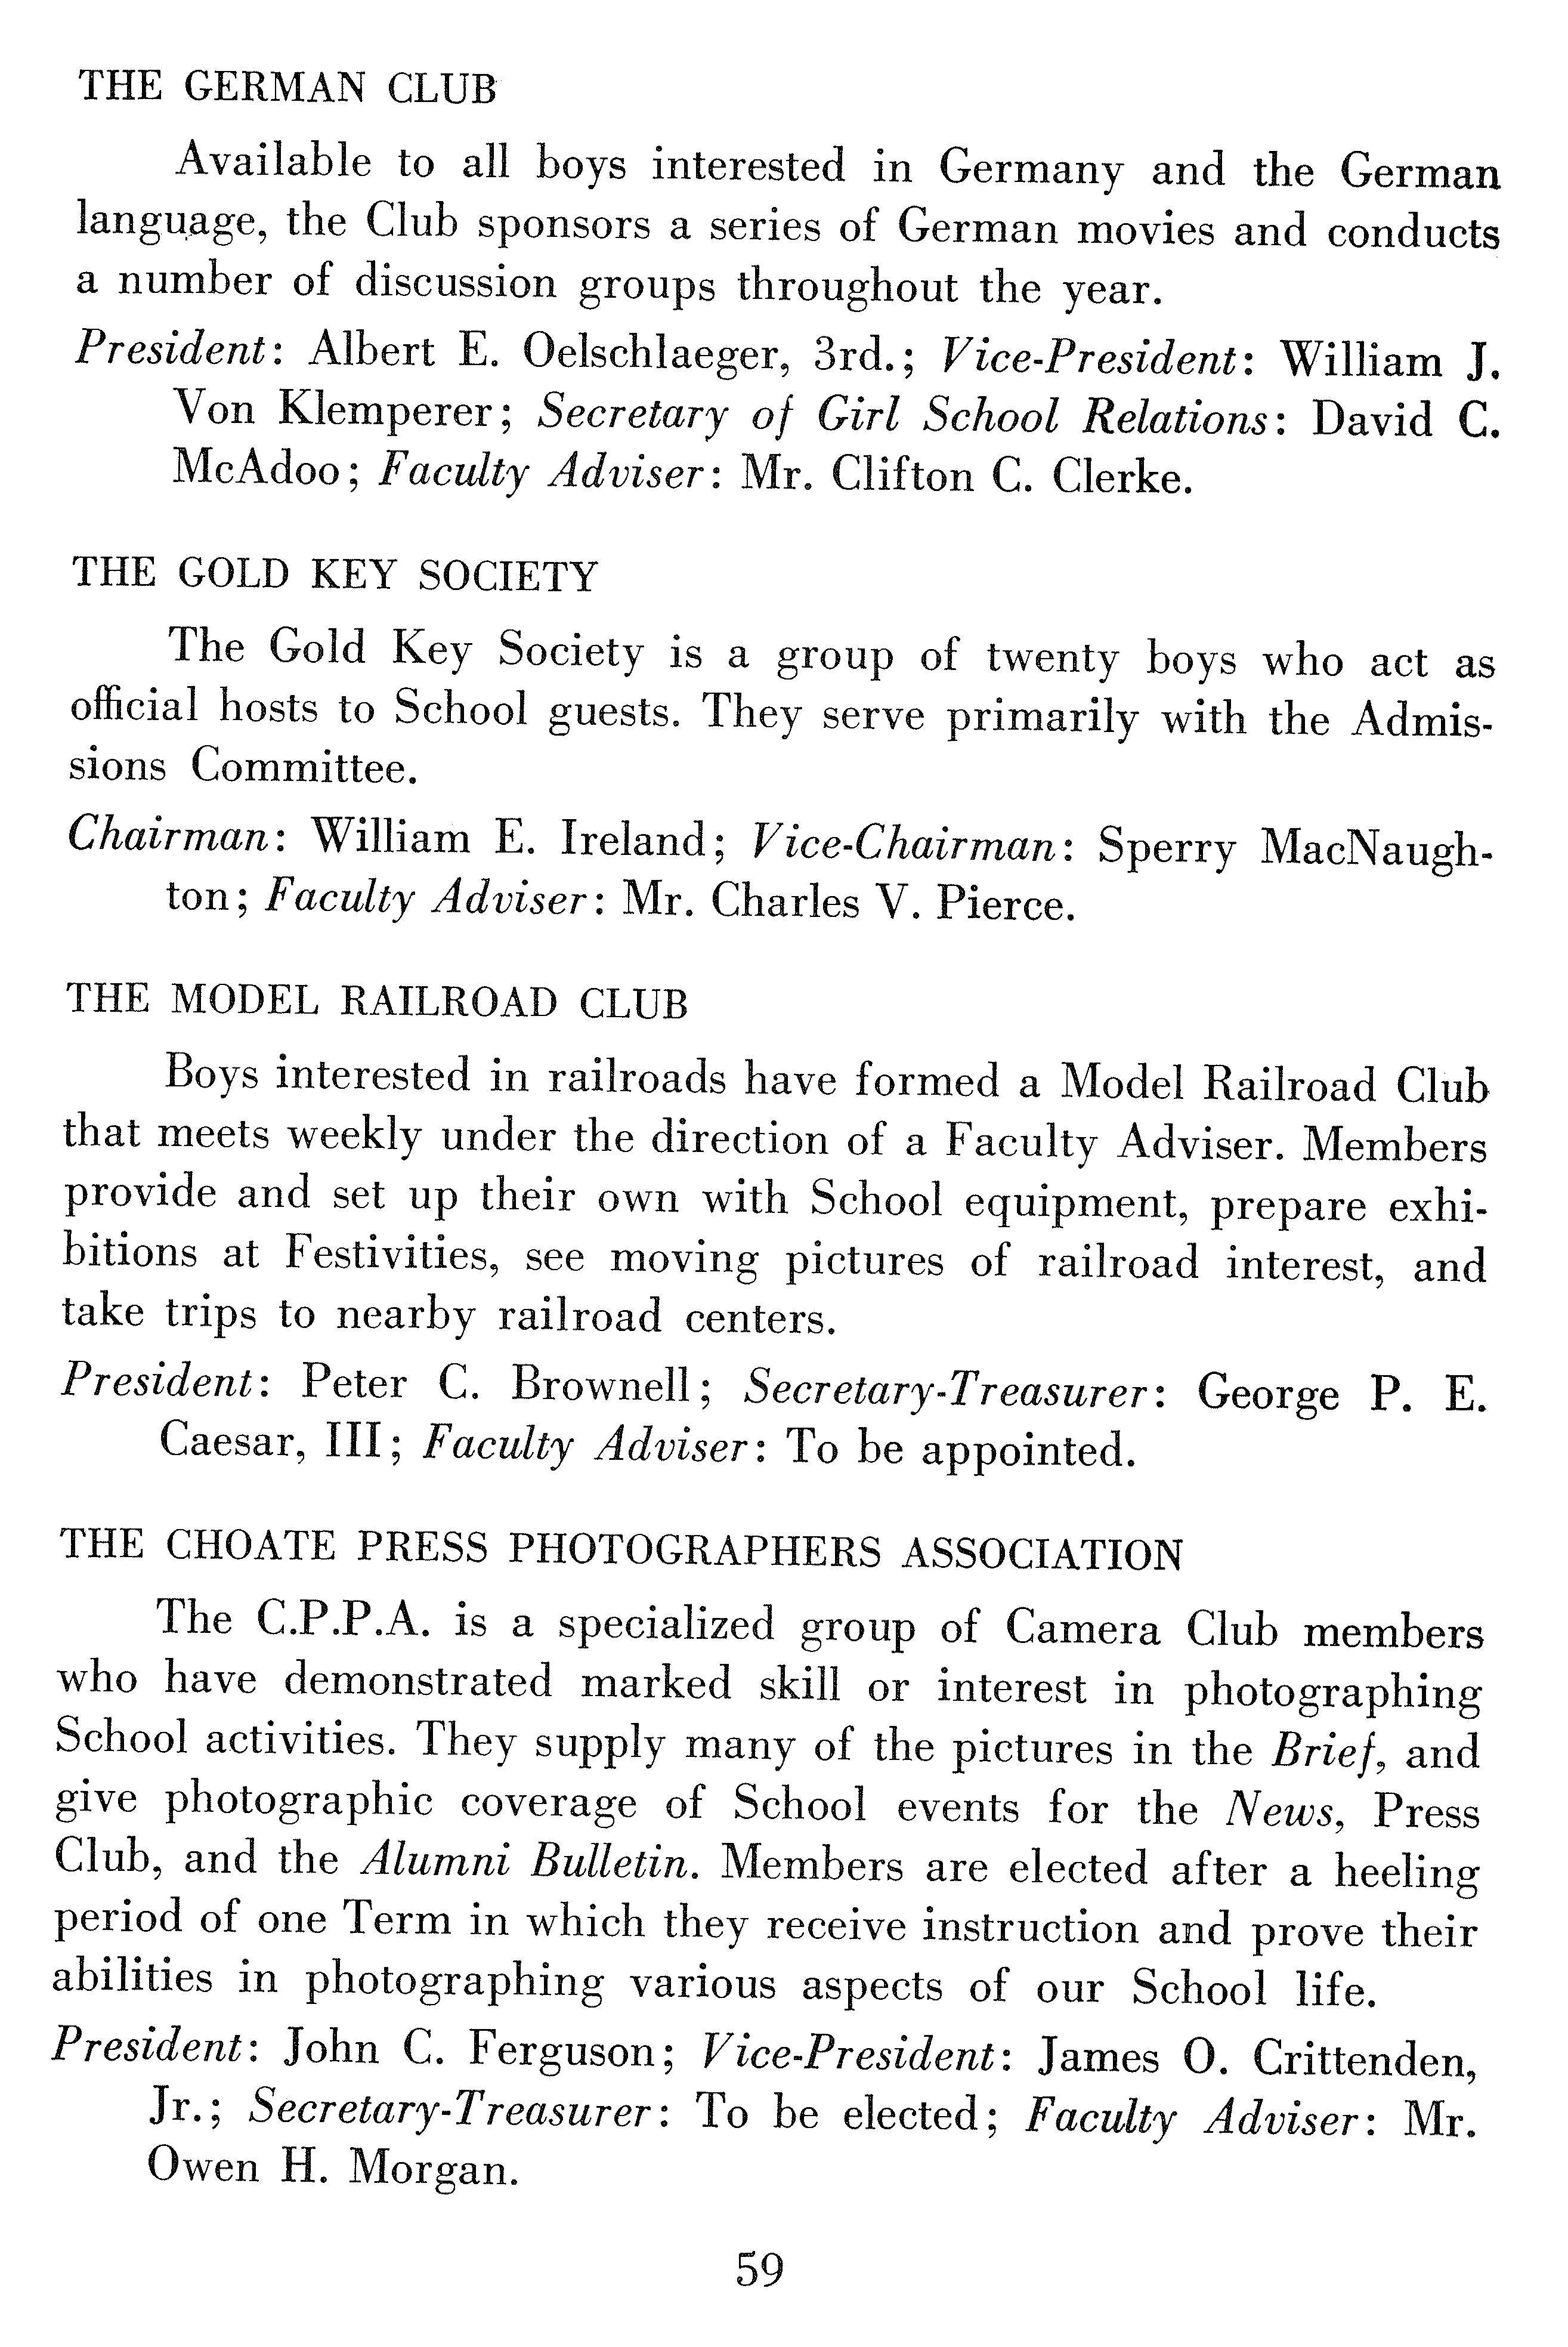 THE GERMAN CLUB
Available to all boys interested in Germany and the German
language, the Club sponsors a series of German movies and conducts
a number of discussion groups throughout the year.
President: Albert E. Oelschlaeger, 3rd.; Vice-President: William J.
Von Klemperer; Secretary of Girl School Relations: David C.
McAdoo; Faculty Adviser: Mr. Clifton C. Clerke.
THE GOLD KEY SOCIETY
The Gold Key Society is a group of twenty boys who act as
official hosts to School guests. They serve primarily with the Admis-
sions Committee.
Chairman: William E. Ireland; Vice-Chairman: Sperry MacNaugh-
ton; Faculty Adviser: Mr. Charles V. Pierce.
THE MODEL RAILROAD CLUB
Boys interested in railroads have formed a Model Railroad Club
that meets weekly under the direction of a Faculty Adviser. Members
provide and set up their own with School equipment, prepare exhi-
bitions at Festivities, see moving pictures of railroad interest, and
take trips to nearby railroad centers.
President: Peter C. Brownell; Secretary-Treasurer: George P. E.
Caesar, III; Faculty Adviser: To be appointed.
THE CHOATE PRESS PHOTOGRAPHERS ASSOCIATION
The C.P.P.A. is a specialized group of Camera Club members
who have demonstrated marked skill or interest in photographing
School activities. They supply many of the pictures in the Brief, and
give photographic coverage of School events for the News, Press
Club, and the Alumni Bulletin. Members are elected after a heeling
period of one Term in which they receive instruction and prove their
abilities in photographing various aspects of our School life.
President: John C. Ferguson; Vice-President: James O. Crittenden,
Jr.; Secretary-Treasurer: To be elected; Faculty Adviser: Mr.
Owen H. Morgan.
59